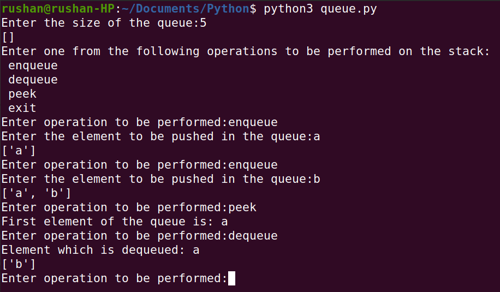 rushan@rushan-HP:~/Documents/Python$ python3 queue.py
Enter the size of the queue:5
[]
Enter one from the following operations to be performed on the stack:
 enqueue
 dequeue
 peek
 exit
Enter operation to be performed:enqueue
Enter the element to be pushed in the queue:a
['a']
Enter operation to be performed:enqueue
Enter the element to be pushed in the queue:b
['a', 'b']
Enter operation to be performed:peek
First element of the queue is: a
Enter operation to be performed:dequeue
Element which is dequeued: a
['b']
Enter operation to be performed: